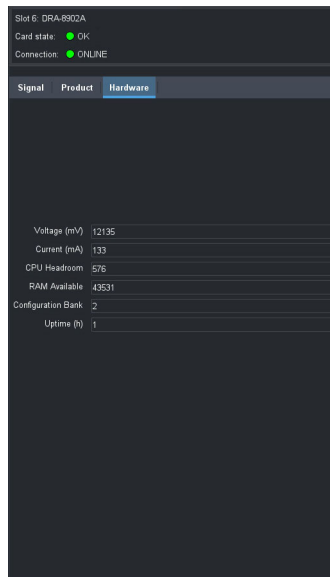 Slot 6: DRA-8902A
Card state: OK
Connection: ONLINE
Signal Product Hardware
Voltage (mV) 12135
Current (mA) 133
CPU Headroom 576
RAM Available 43531
Configuration Bank 2
Uptime (h) 1